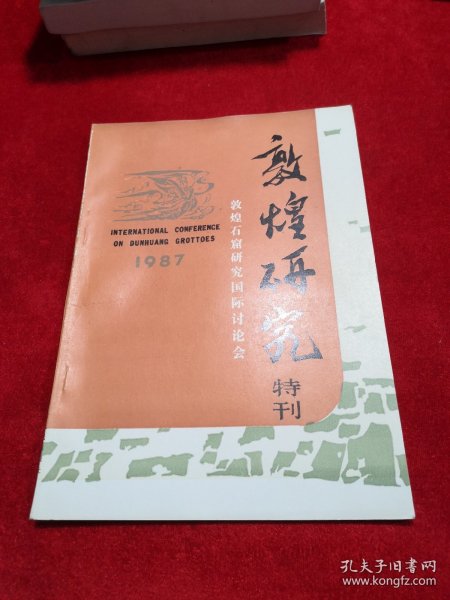 敦煌研究
特刊
敦煌石窟研究国际讨论会
INTERNATIONAL CONFERENCE
ON DUNHUANG GROTTOES
1987
孔夫子旧书网
www.kongfz.com